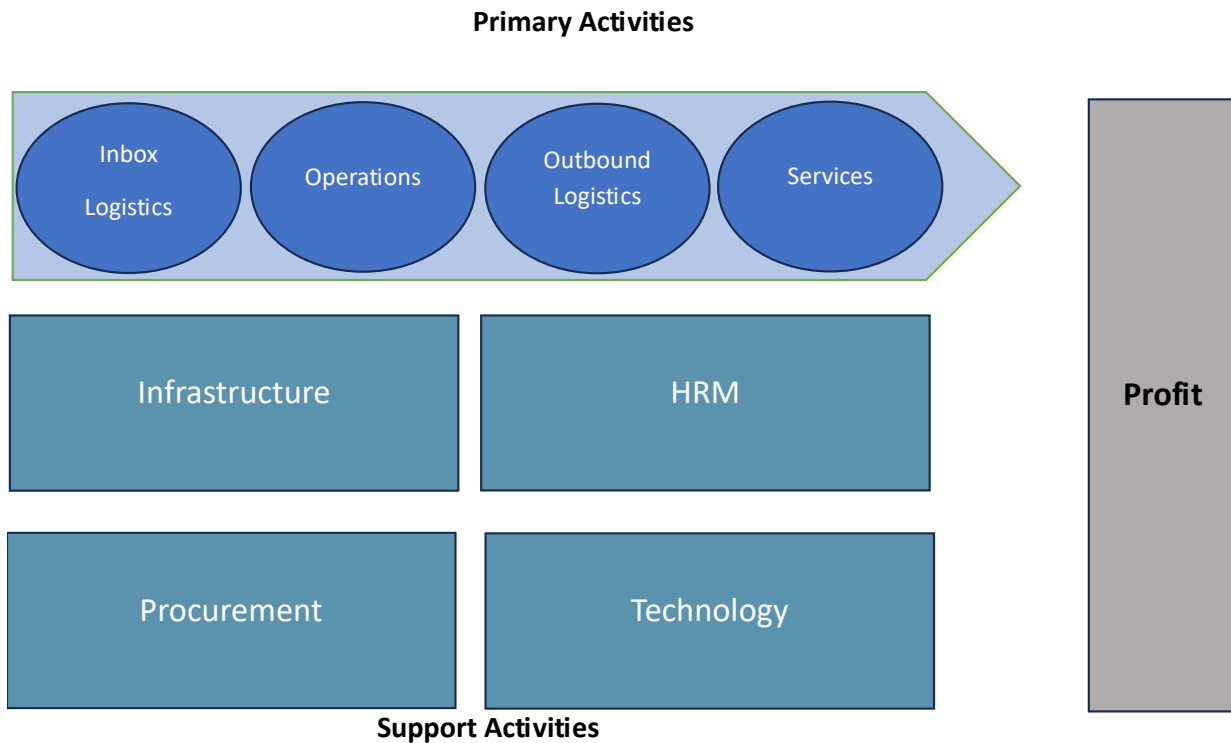 Primary Activities
Inbox
Logistics
Operations
Outbound
Logistics
Services
Infrastructure
HRM
Profit
Procurement
Technology
Support Activities